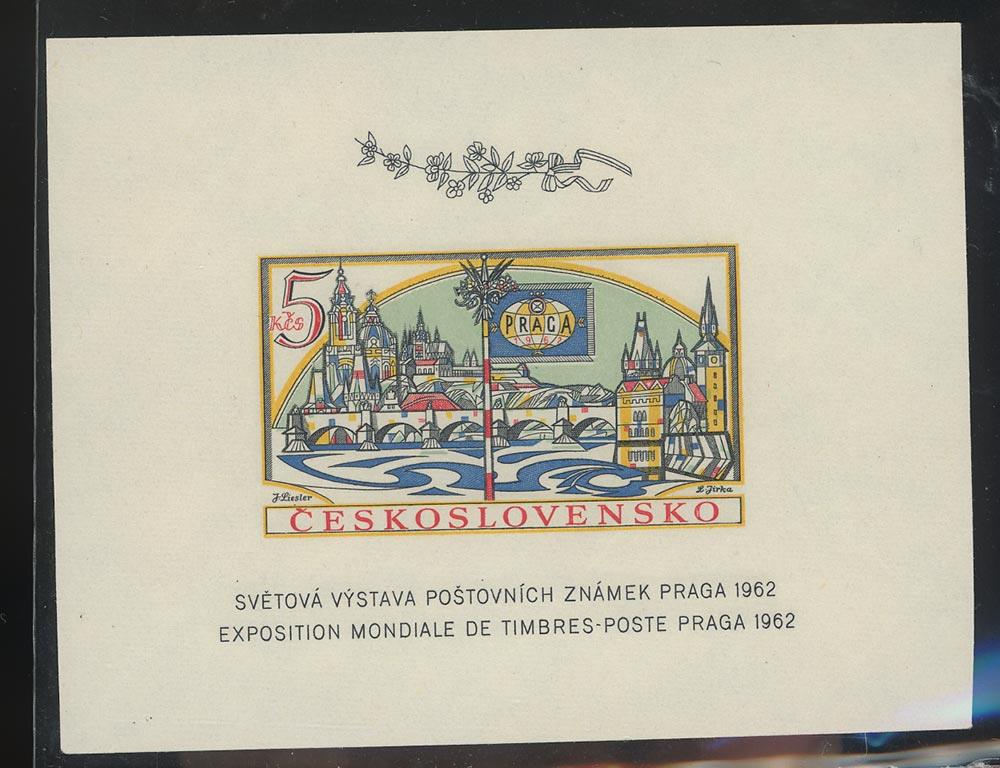 5
Kčs
PRAGA
1962
J. Liesler
L. Jirka
ČESKOSLOVENSKO
SVĚTOVÁ VÝSTAVA POŠTOVNÍCH ZNÁMEK PRAGA 1962
EXPOSITION MONDIALE DE TIMBRES-POSTE PRAGA 1962